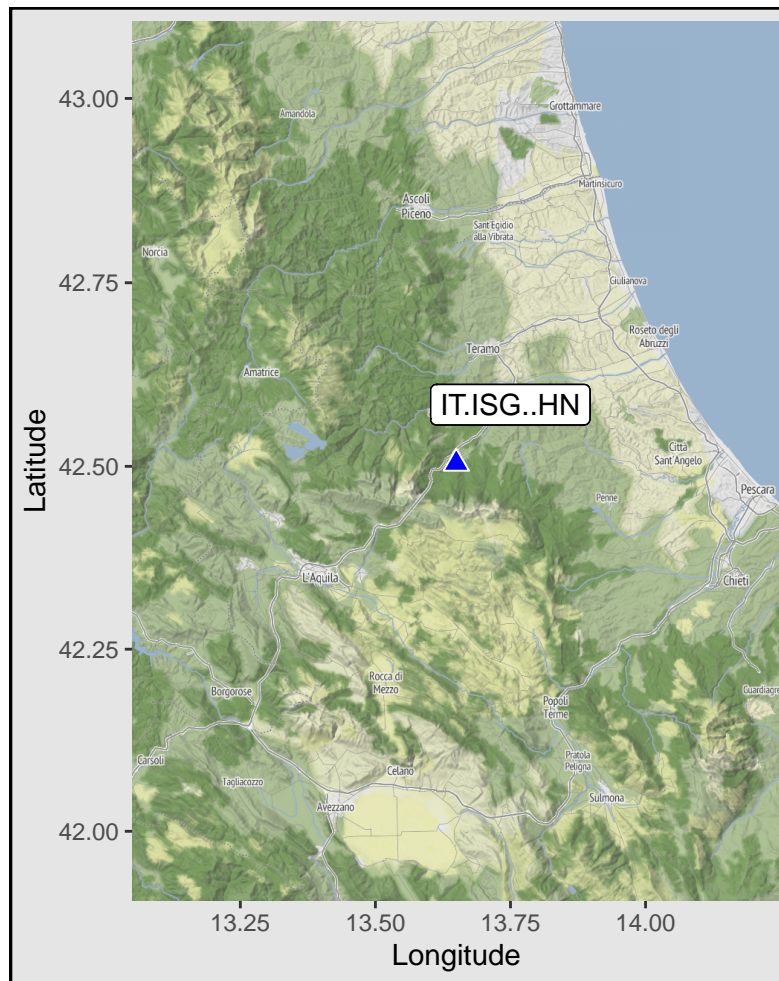 43.00
Grottammare
Amandola
Martinsicuro
Ascoli
Piceno
Sant'Egidio
alla Vibrata
Norcia
42.75
Giulianova
Roseto degli
Abruzzi
Teramo
Amatrice
IT.ISG..HN
Latitude
42.50
Città
Sant'Angelo
Pescara
Penne
L'Aquila
Chieti
42.25
Rocca di
Mezzo
Borgorose
Guardiagre
Popoli
Terme
Carsoli
Pratola
Peligna
Celano
Tagliacozzo
Sulmona
Avezzano
42.00
13.25
13.50
13.75
14.00
Longitude